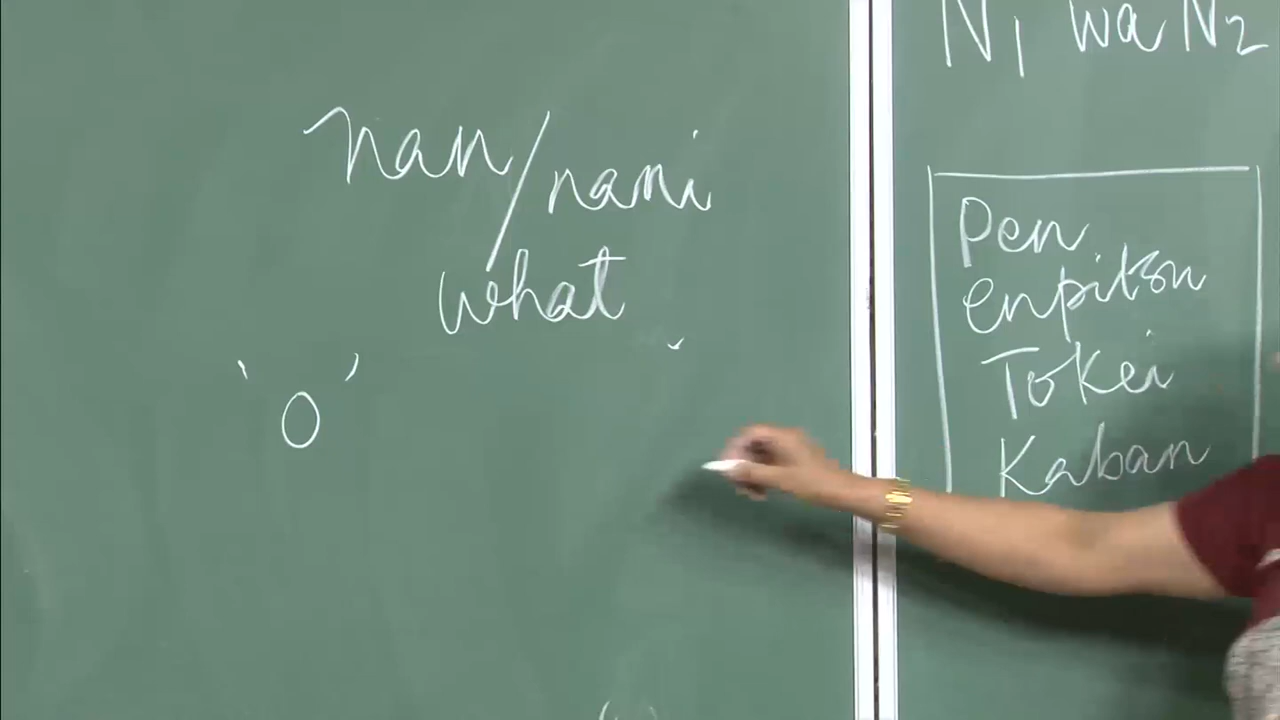 nan/nami
what
'O'
N1 wa N2
Pen
enpitsu
Tokei
Kaban